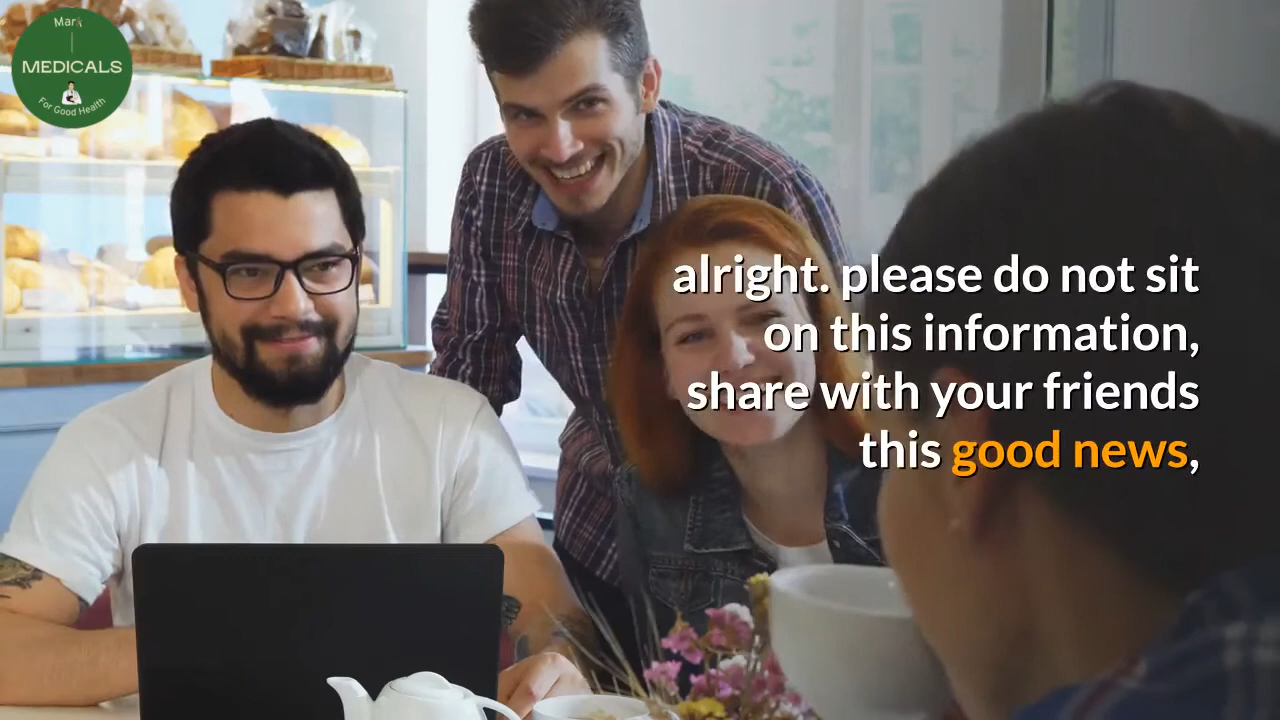 Mark
MEDICALS
For Good Health
alright. please do not sit
on this information,
share with your friends
this good news,